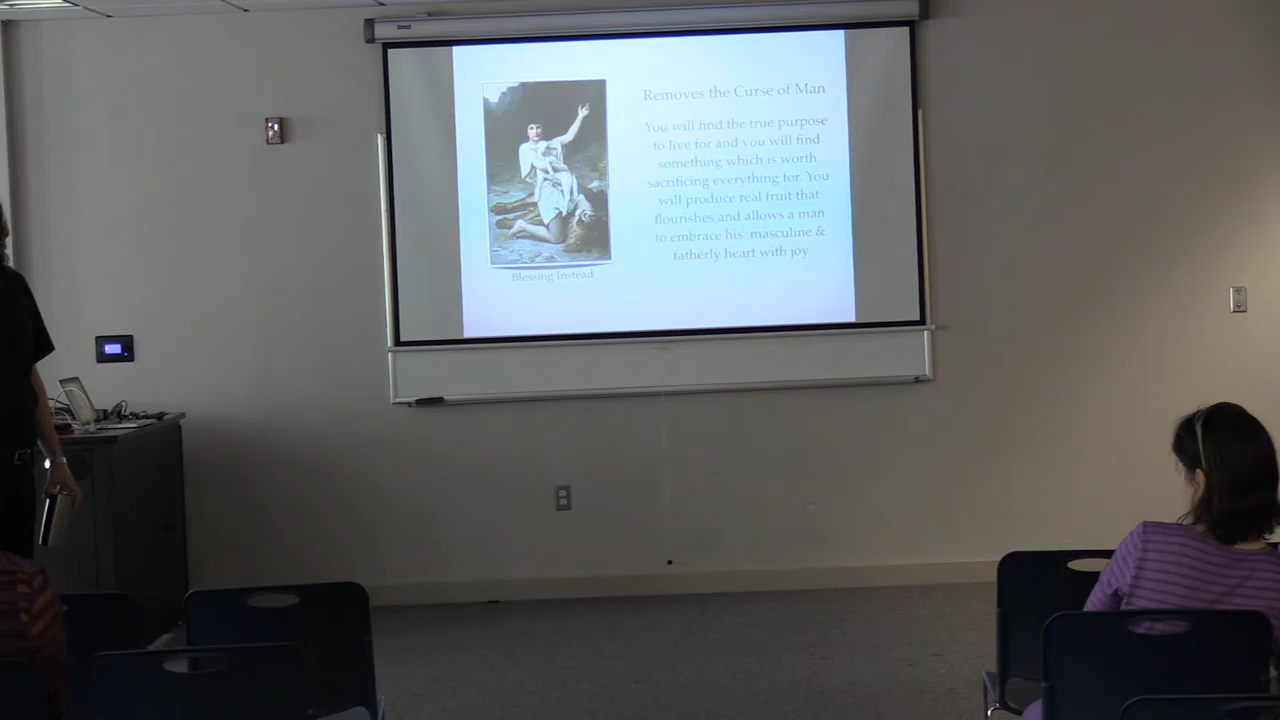 Removes the Curse of Man
You will find the true purpose
to live for and you will find
something which is worth
sacrificing everything for. You
will produce real fruit that
flourishes and allows a man
to embrace his masculine &
fatherly heart with joy
Blessing Instead